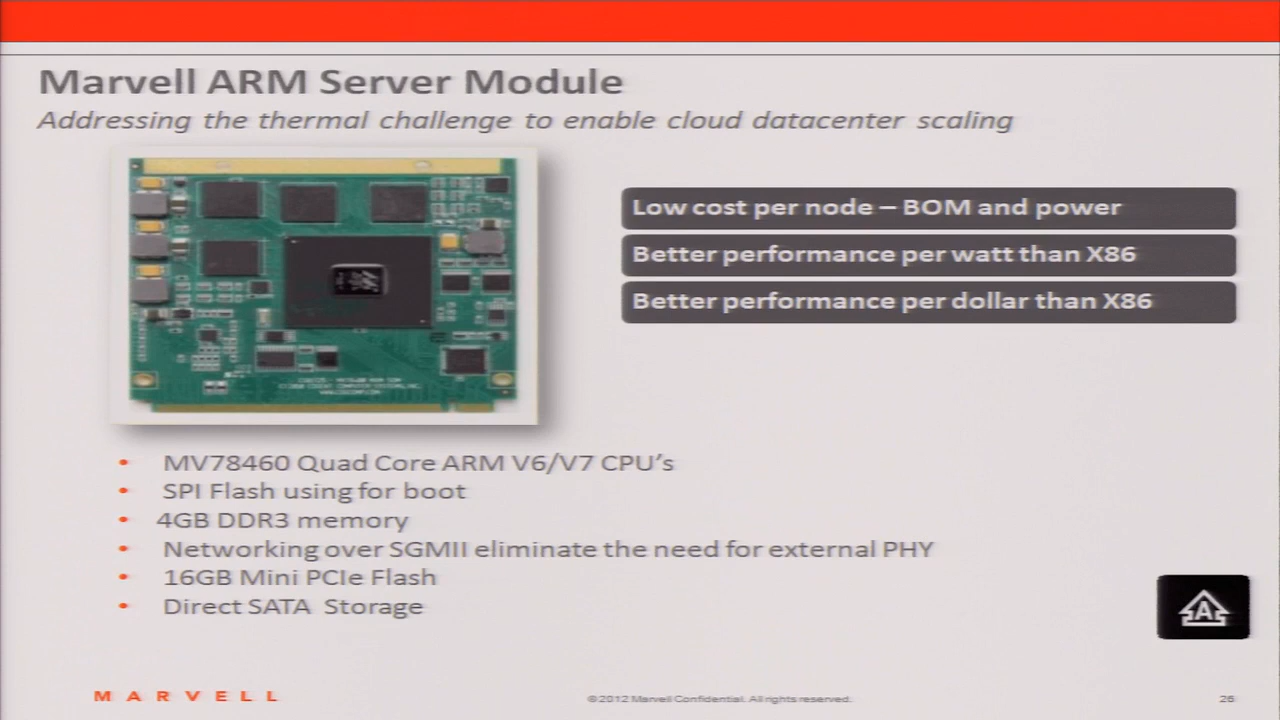 Marvell ARM Server Module
Addressing the thermal challenge to enable cloud datacenter scaling
Low cost per node – BOM and power
Better performance per watt than X86
Better performance per dollar than X86
• MV78460 Quad Core ARM V6/V7 CPU’s
• SPI Flash using for boot
• 4GB DDR3 memory
• Networking over SGMII eliminate the need for external PHY
• 16GB Mini PCIe Flash
• Direct SATA Storage
A
MARVELL
©2012 Marvell Confidential. All rights reserved.
26